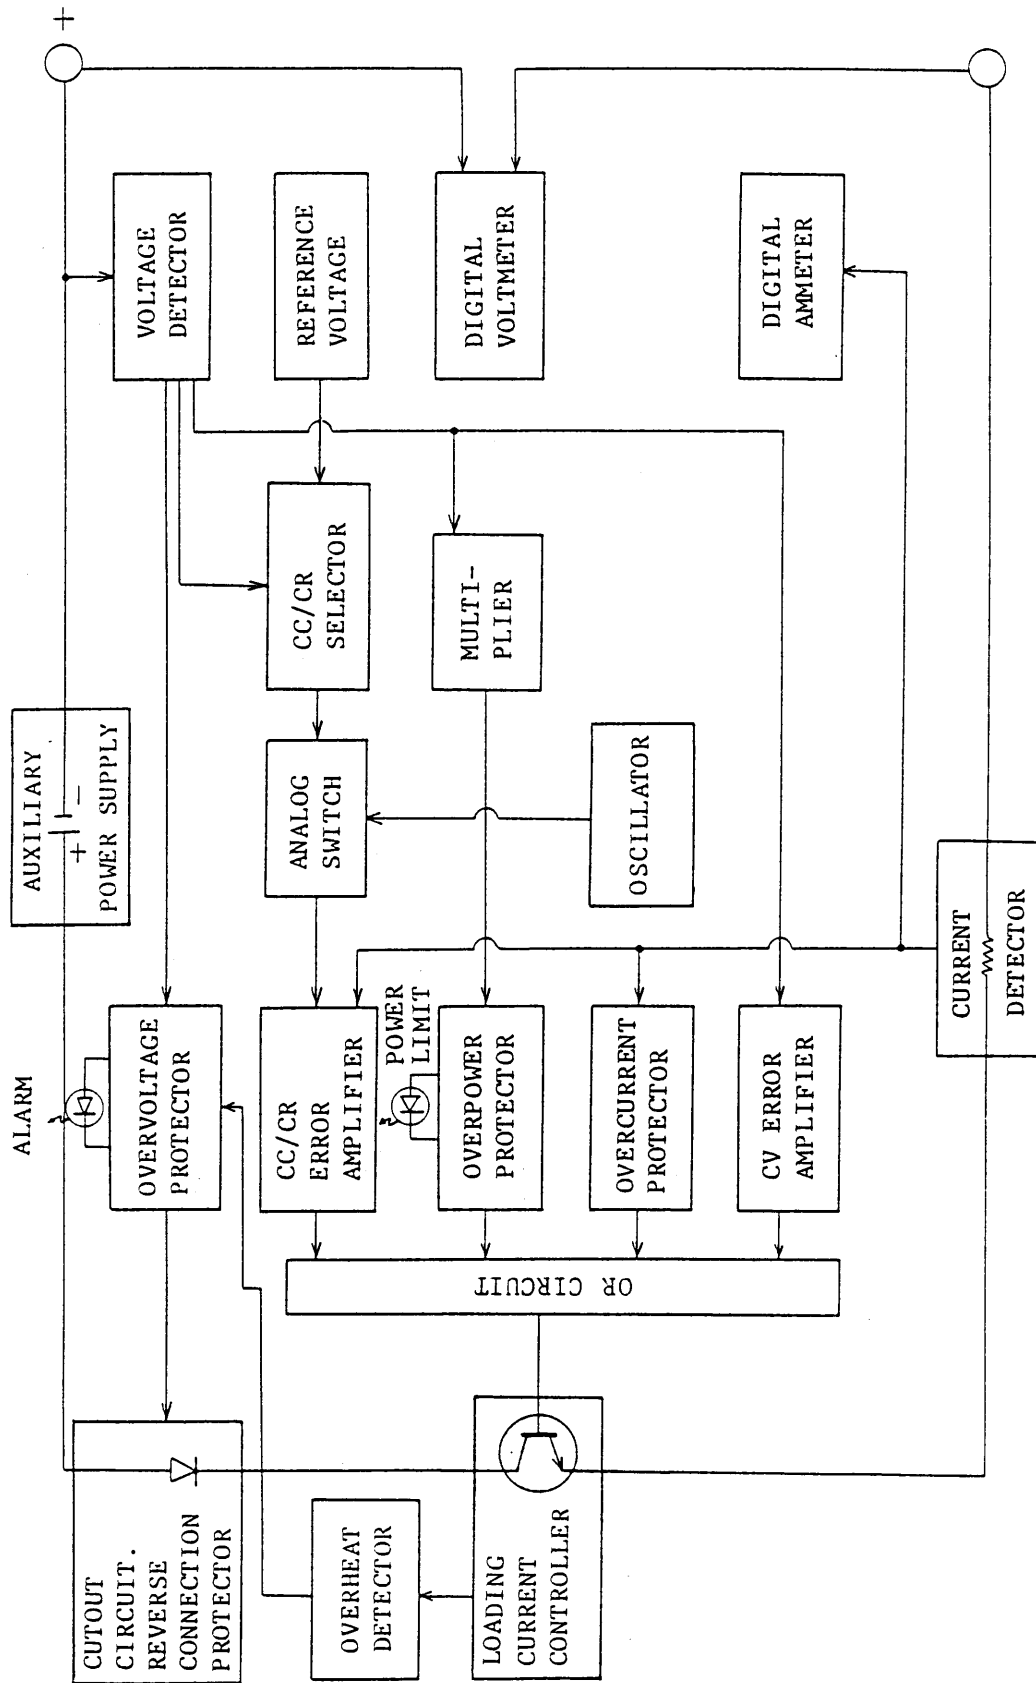 CUTOUT
CIRCUIT.
REVERSE
CONNECTION
PROTECTOR
ALARM
OVERVOLTAGE
PROTECTOR
AUXILIARY
+ −
POWER SUPPLY
VOLTAGE
DETECTOR
+
OVERHEAT
DETECTOR
CC/CR
ERROR
AMPLIFIER
ANALOG
SWITCH
CC/CR
SELECTOR
REFERENCE
VOLTAGE
POWER
LIMIT
OVERPOWER
PROTECTOR
MULTI-
PLIER
DIGITAL
VOLTMETER
OR CIRCUIT
LOADING
CURRENT
CONTROLLER
OVERCURRENT
PROTECTOR
OSCILLATOR
CV ERROR
AMPLIFIER
DIGITAL
AMMETER
CURRENT
DETECTOR